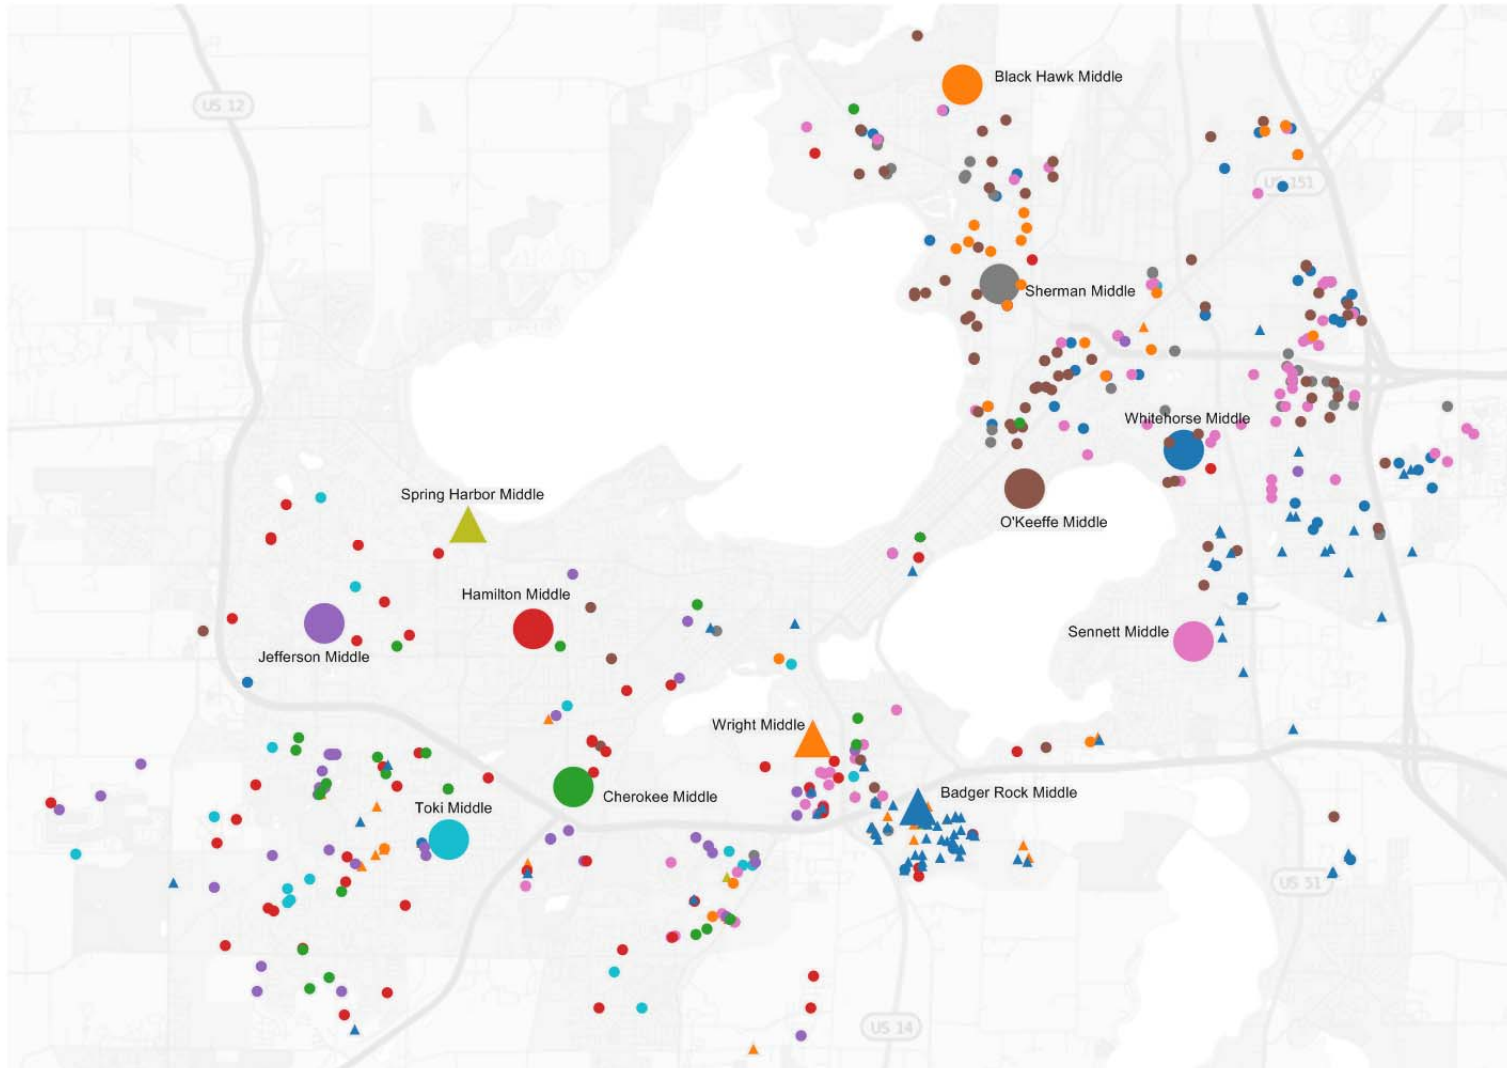 Black Hawk Middle
US 12
US 151
Sherman Middle
Whitehorse Middle
Spring Harbor Middle
O'Keeffe Middle
Hamilton Middle
Sennett Middle
Jefferson Middle
Wright Middle
Badger Rock Middle
Cherokee Middle
Toki Middle
US 51
US 14